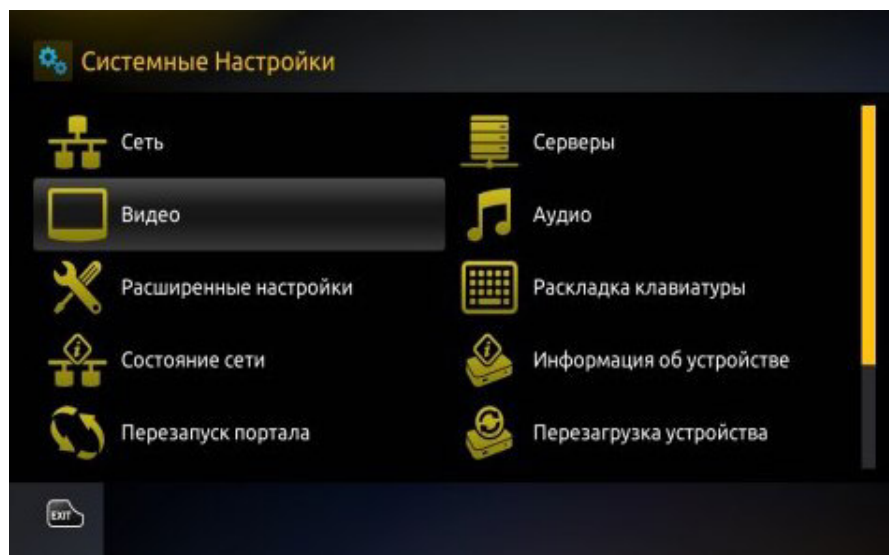 Системные Настройки
Сеть
Серверы
Видео
Аудио
Расширенные настройки
Раскладка клавиатуры
Состояние сети
Информация об устройстве
Перезапуск портала
Перезагрузка устройства
EXIT